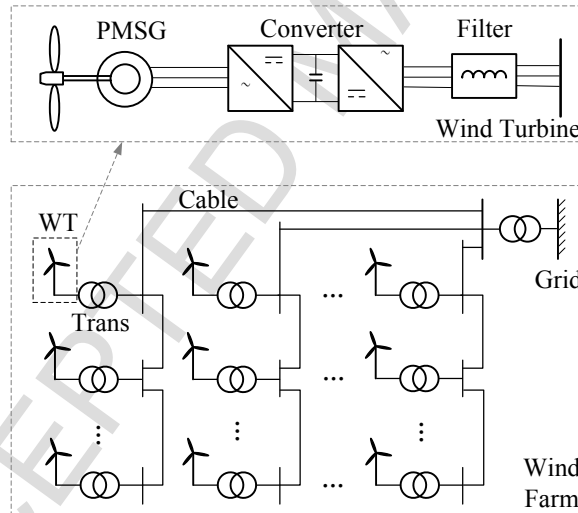 PMSG
Converter
Filter
~
~
Wind Turbine
WT
Cable
Trans
Grid
...
...
...
...
...
...
Wind
Farm